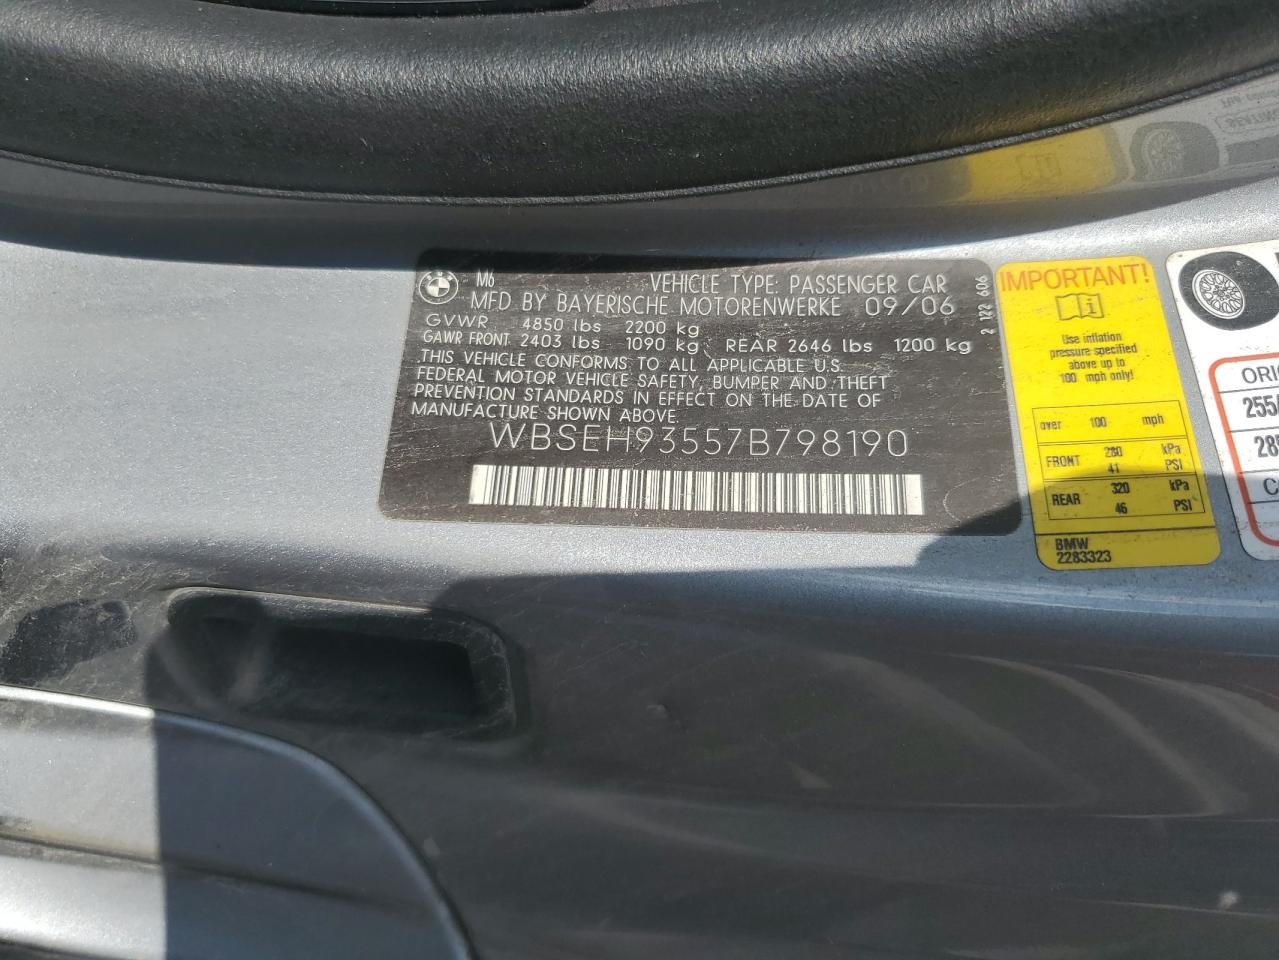 M6 VEHICLE TYPE: PASSENGER CAR
MFD BY BAYERISCHE MOTORENWERKE 09/06
GVWR 4850 lbs 2200 kg
GAWR FRONT 2403 lbs 1090 kg, REAR 2646 lbs 1200 kg
THIS VEHICLE CONFORMS TO ALL APPLICABLE U.S.
FEDERAL MOTOR VEHICLE SAFETY, BUMPER AND THEFT
PREVENTION STANDARDS IN EFFECT ON THE DATE OF
MANUFACTURE SHOWN ABOVE.
WBSEH93557B798190
2 122 606
IMPORTANT!
Use inflation
pressure specified
above up to
100 mph only!
over 100 mph
FRONT 280 kPa
41 PSI
REAR 320 kPa
46 PSI
BMW
2283323
255/